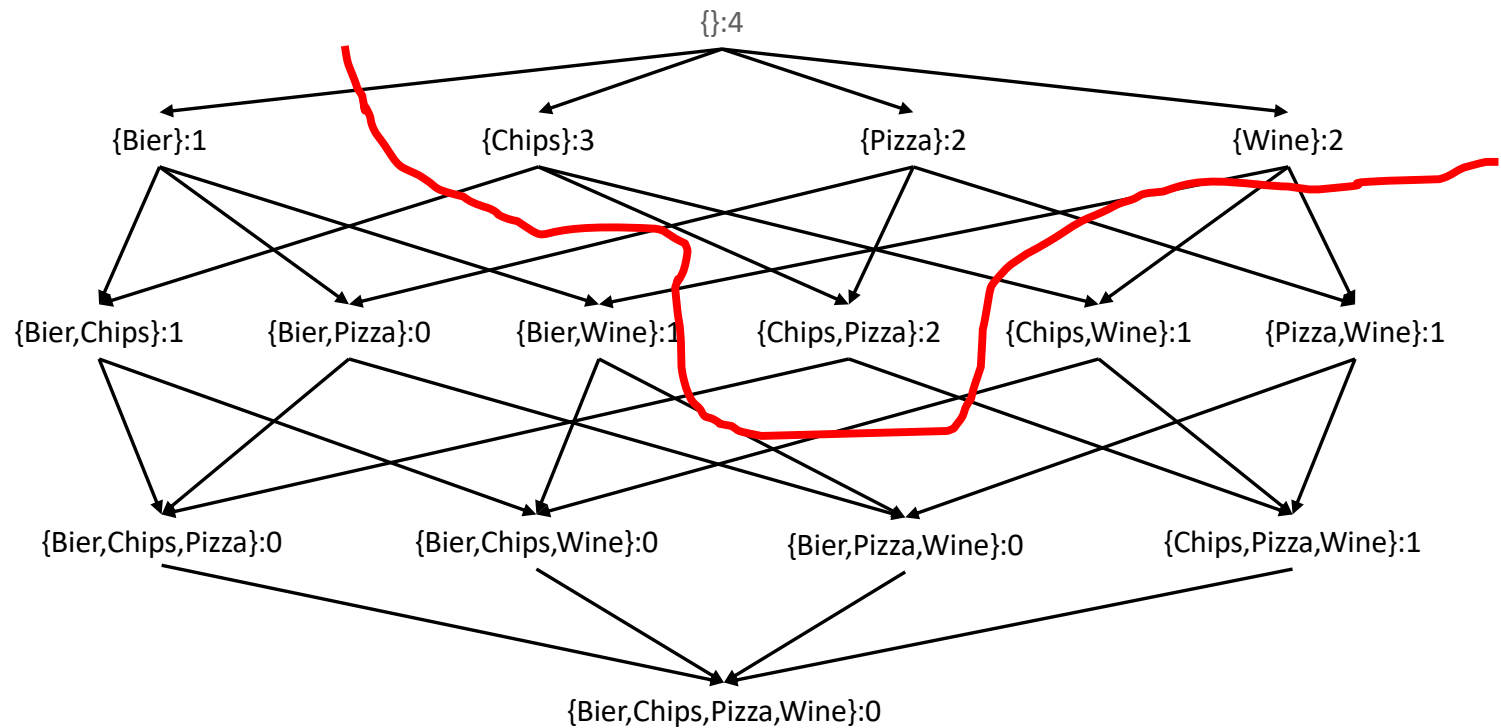 {}:4
{Bier}:1 {Chips}:3 {Pizza}:2 {Wine}:2
{Bier,Chips}:1 {Bier,Pizza}:0 {Bier,Wine}:1 {Chips,Pizza}:2 {Chips,Wine}:1 {Pizza,Wine}:1
{Bier,Chips,Pizza}:0 {Bier,Chips,Wine}:0 {Bier,Pizza,Wine}:0 {Chips,Pizza,Wine}:1
{Bier,Chips,Pizza,Wine}:0